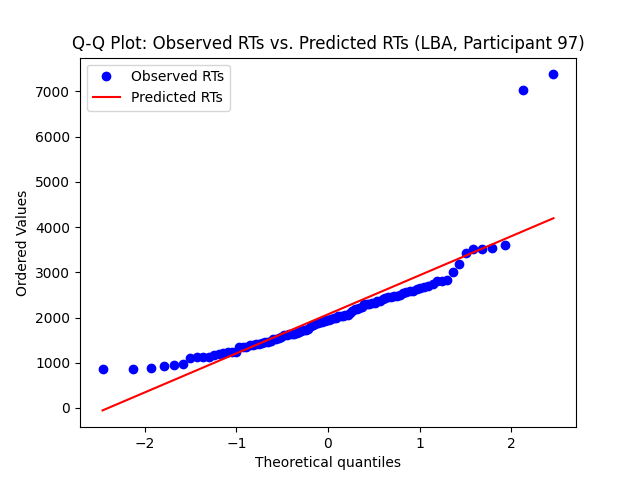 Q-Q Plot: Observed RTs vs. Predicted RTs (LBA, Participant 97)
Observed RTs
Predicted RTs
7000
6000
5000
4000
3000
2000
1000
0
Ordered Values
−2
−1
0
1
2
Theoretical quantiles